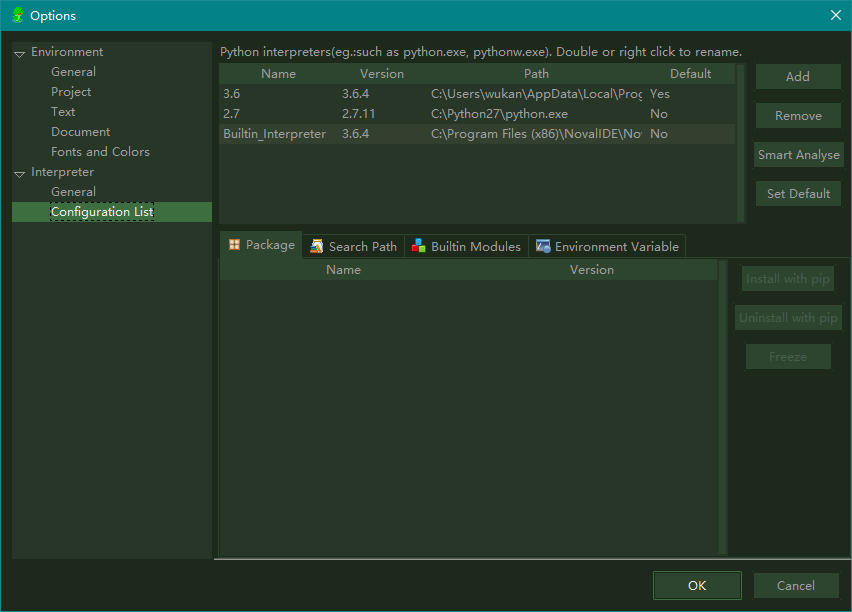 Options
Environment
General
Project
Text
Document
Fonts and Colors
Interpreter
General
Configuration List
Python interpreters(eg.:such as python.exe, pythonw.exe). Double or right click to rename.
Name Version Path Default
3.6 3.6.4 C:\Users\wukan\AppData\Local\Prog Yes
2.7 2.7.11 C:\Python27\python.exe No
Builtin_Interpreter 3.6.4 C:\Program Files (x86)\NovalIDE\No No
Add
Remove
Smart Analyse
Set Default
Package Search Path Builtin Modules Environment Variable
Name Version
Install with pip
Uninstall with pip
Freeze
OK Cancel